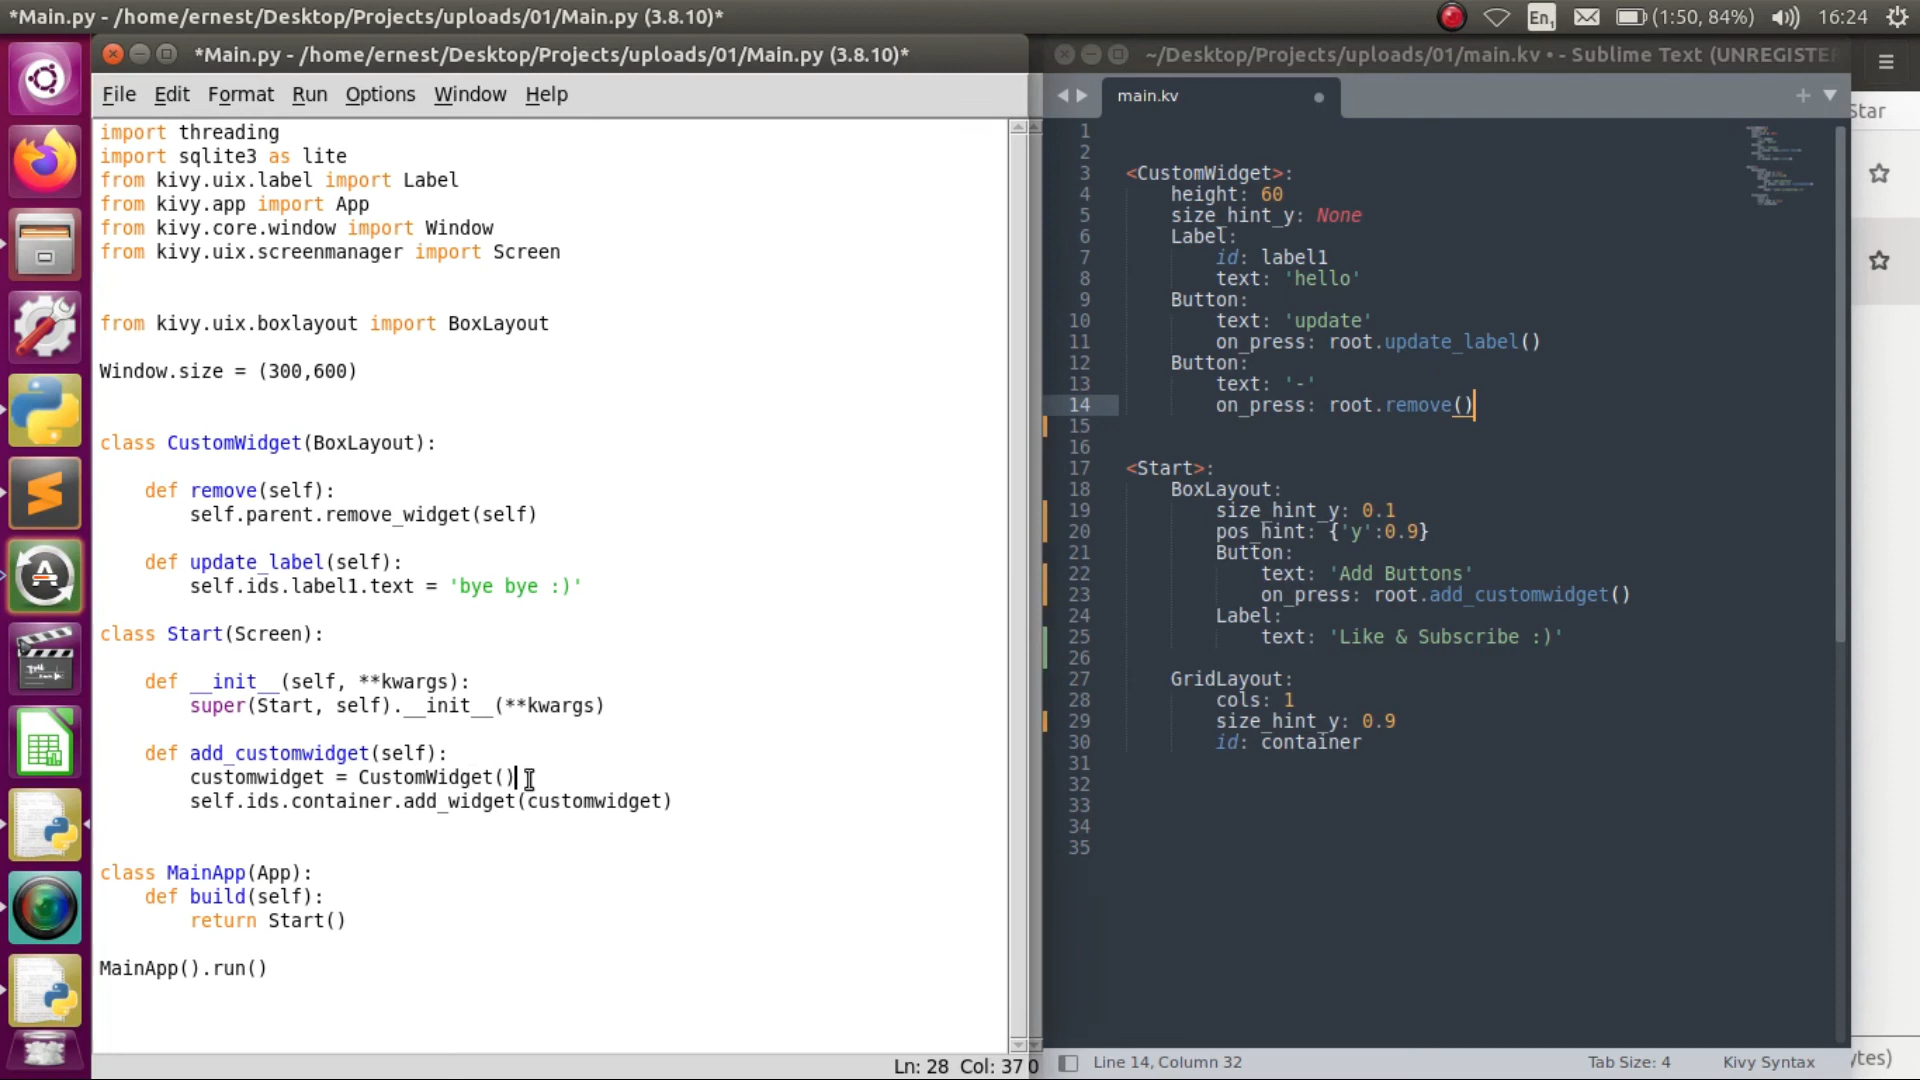 *Main.py - /home/ernest/Desktop/Projects/uploads/01/Main.py (3.8.10)*
En1
(1:50, 84%)
16:24
*Main.py - /home/ernest/Desktop/Projects/uploads/01/Main.py (3.8.10)*
File Edit Format Run Options Window Help
import threading
import sqlite3 as lite
from kivy.uix.label import Label
from kivy.app import App
from kivy.core.window import Window
from kivy.uix.screenmanager import Screen
from kivy.uix.boxlayout import BoxLayout
Window.size = (300,600)
class CustomWidget(BoxLayout):
def remove(self):
self.parent.remove_widget(self)
def update_label(self):
self.ids.label1.text = 'bye bye :)'
class Start(Screen):
def __init__(self, **kwargs):
super(Start, self).__init__(**kwargs)
def add_customwidget(self):
customwidget = CustomWidget()
self.ids.container.add_widget(customwidget)
class MainApp(App):
def build(self):
return Start()
MainApp().run()
Ln: 28 Col: 37
0
~/Desktop/Projects/uploads/01/main.kv • - Sublime Text (UNREGISTER
main.kv
1
2
3 <CustomWidget>:
4 height: 60
5 size_hint_y: None
6 Label:
7 id: label1
8 text: 'hello'
9 Button:
10 text: 'update'
11 on_press: root.update_label()
12 Button:
13 text: '-'
14 on_press: root.remove()
15
16
17 <Start>:
18 BoxLayout:
19 size_hint_y: 0.1
20 pos_hint: {'y':0.9}
21 Button:
22 text: 'Add Buttons'
23 on_press: root.add_customwidget()
24 Label:
25 text: 'Like & Subscribe :)'
26
27 GridLayout:
28 cols: 1
29 size_hint_y: 0.9
30 id: container
31
32
33
34
35
Line 14, Column 32
Tab Size: 4
Kivy Syntax
Star
ytes)